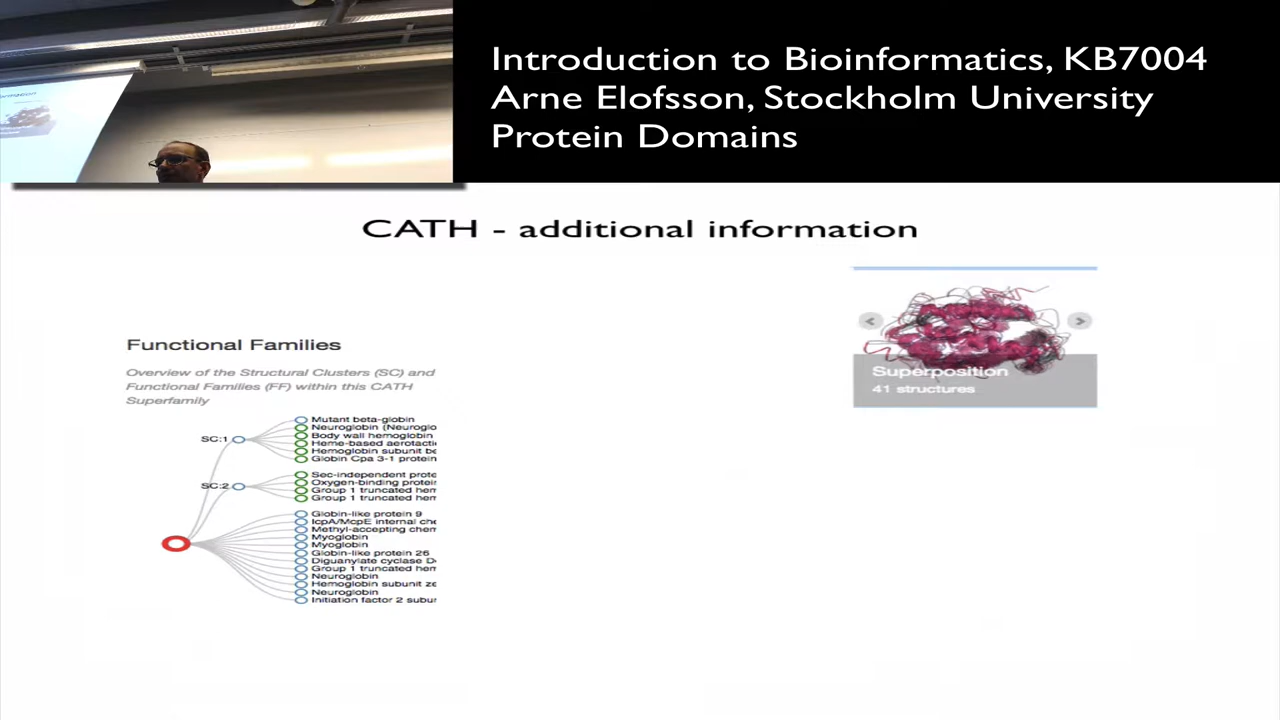 Introduction to Bioinformatics, KB7004
Arne Elofsson, Stockholm University
Protein Domains
CATH - additional information
Functional Families
Overview of the Structural Clusters (SC) and
Functional Families (FF) within this CATH
Superfamily
SC:1
Mutant beta-globin
Neuroglobin (Neuroglo
Body wall hemoglobin
Heme-based aerotacti
Hemoglobin subunit be
Globin Cpa 3-1 protein
SC:2
Sec-independent prote
Oxygen-binding protei
Group 1 truncated hem
Group 1 truncated hem
Globin-like protein 9
IcpA/McpE internal che
Methyl-accepting chem
Myoglobin
Myoglobin
Globin-like protein 26
Diguanylate cyclase D
Group 1 truncated hem
Neuroglobin
Hemoglobin subunit ze
Neuroglobin
Initiation factor 2 subu
Superposition
41 structures